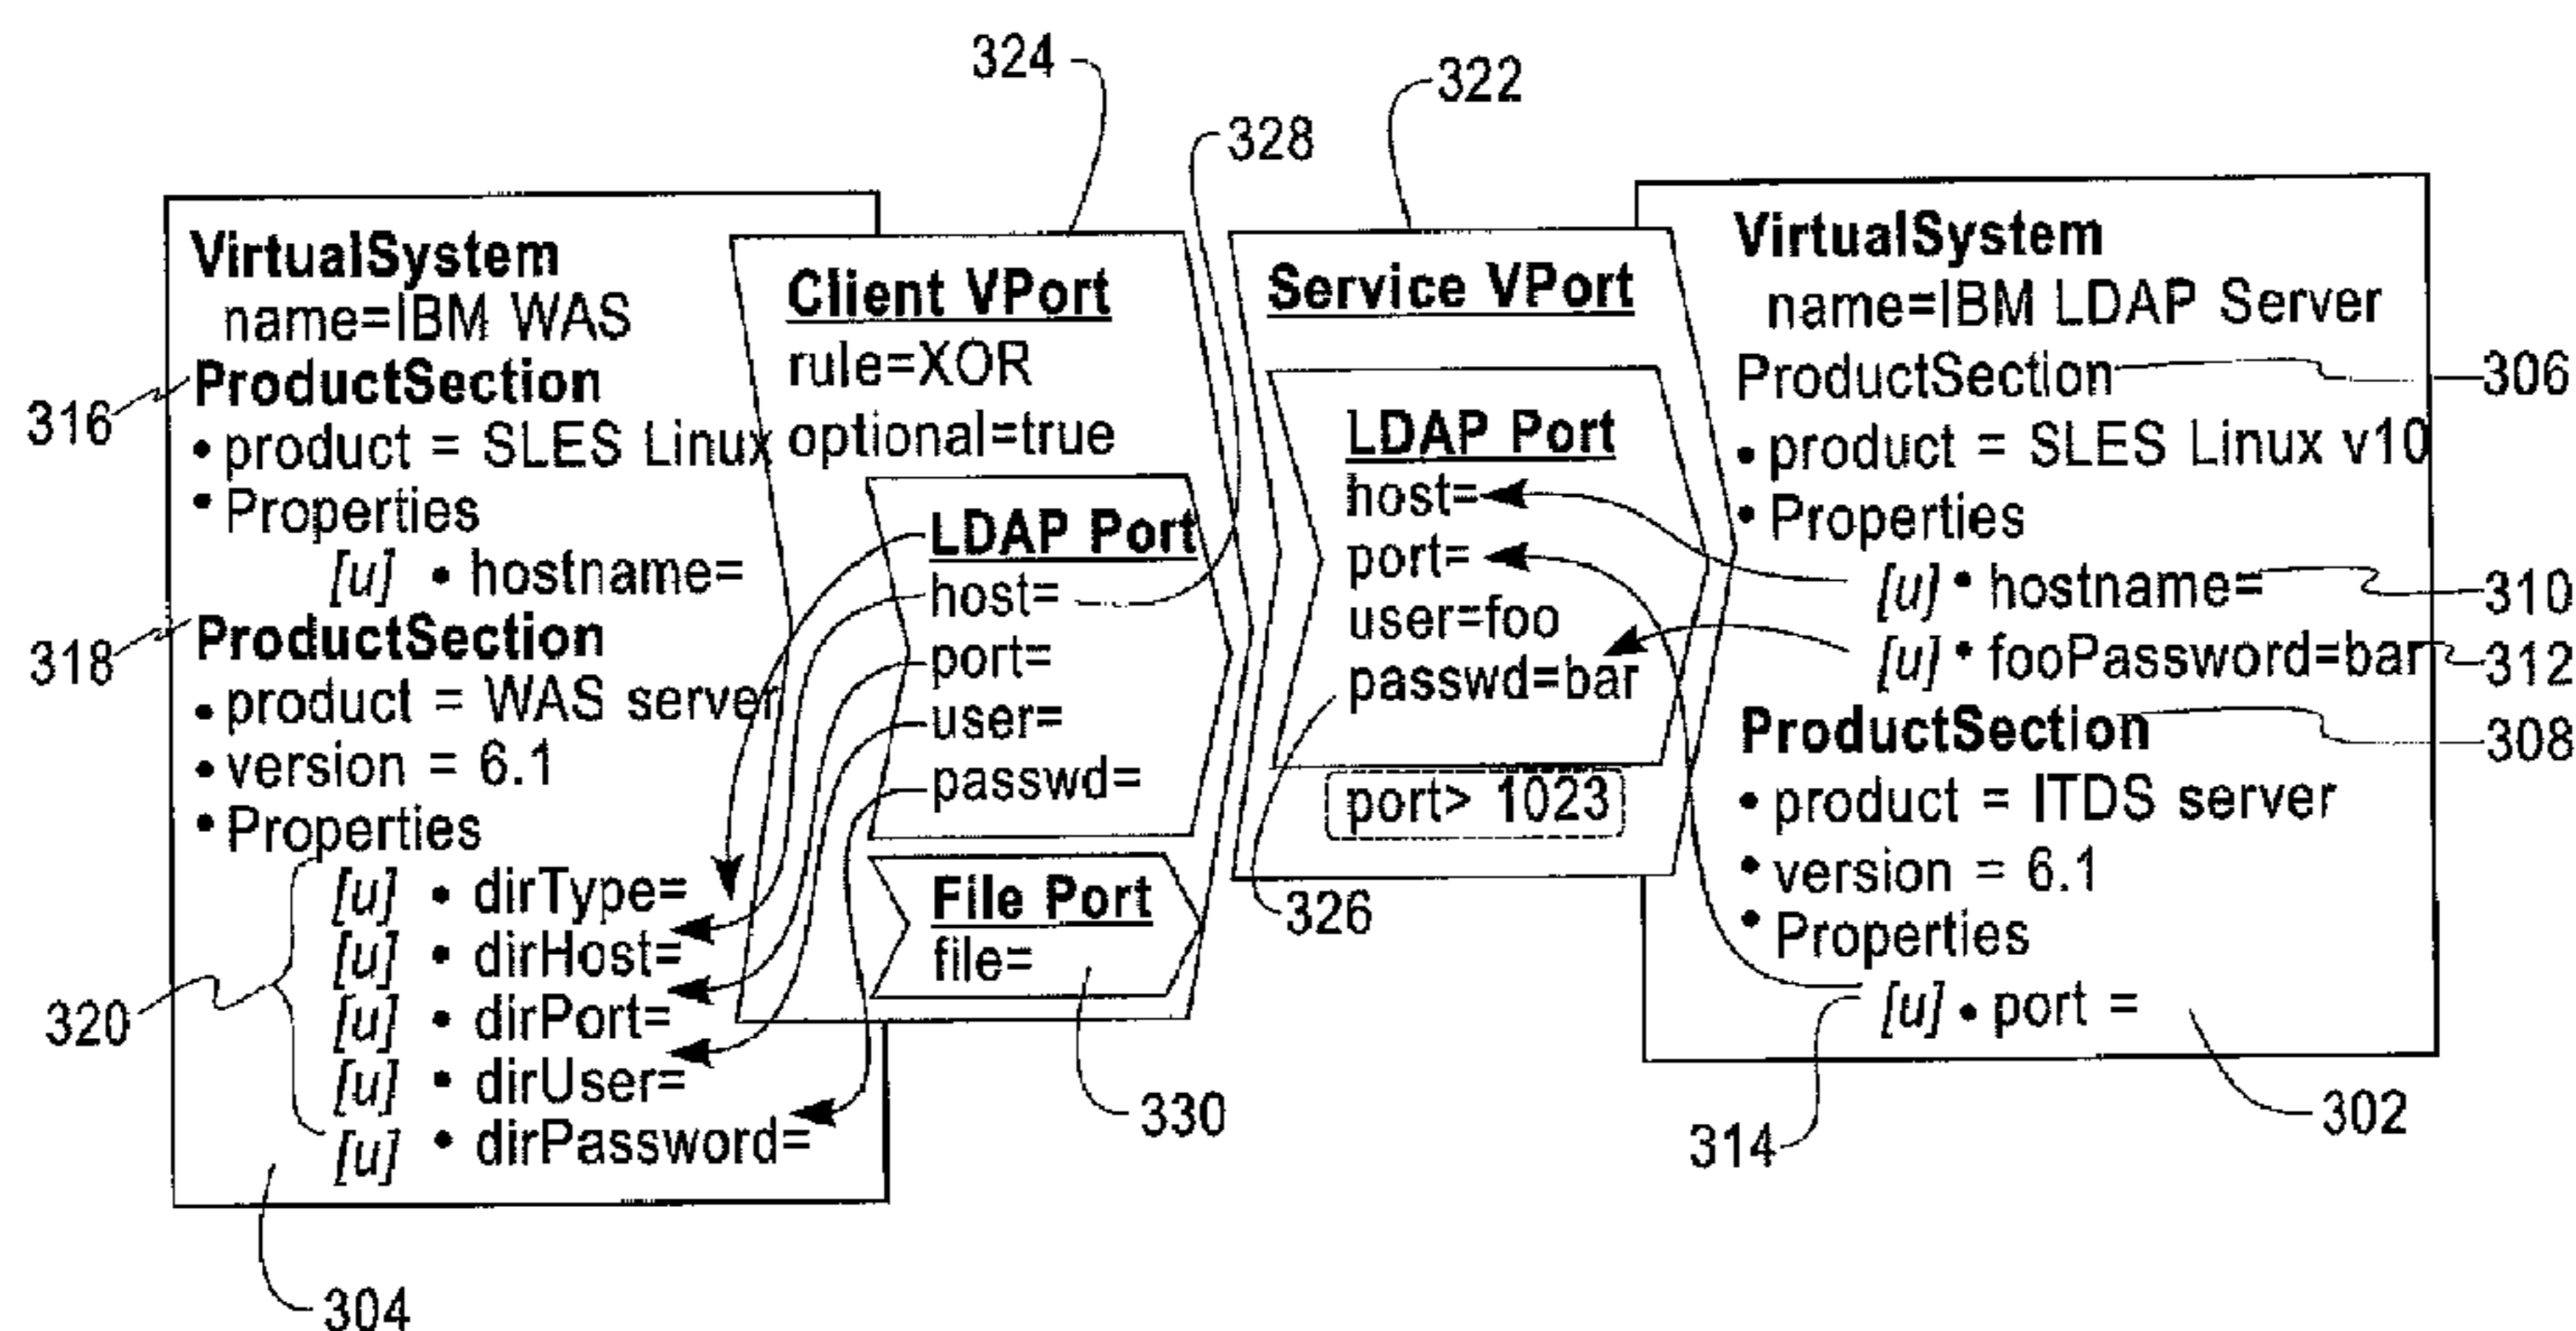 324
322
328
VirtualSystem
name=IBM WAS
316
ProductSection
• product = SLES Linux
• Properties
[u] • hostname=
318
ProductSection
• product = WAS server
• version = 6.1
• Properties
320
[u] • dirType=
[u] • dirHost=
[u] • dirPort=
[u] • dirUser=
[u] • dirPassword=
304
Client VPort
rule=XOR
optional=true
LDAP Port
host=
port=
user=
passwd=
File Port
file=
330
Service VPort
LDAP Port
host=
port=
user=foo
passwd=bar
port> 1023
326
VirtualSystem
name=IBM LDAP Server
ProductSection
306
• product = SLES Linux v10
• Properties
[u] • hostname=
310
[u] • fooPassword=bar
312
ProductSection
308
• product = ITDS server
• version = 6.1
• Properties
[u] • port =
314
302